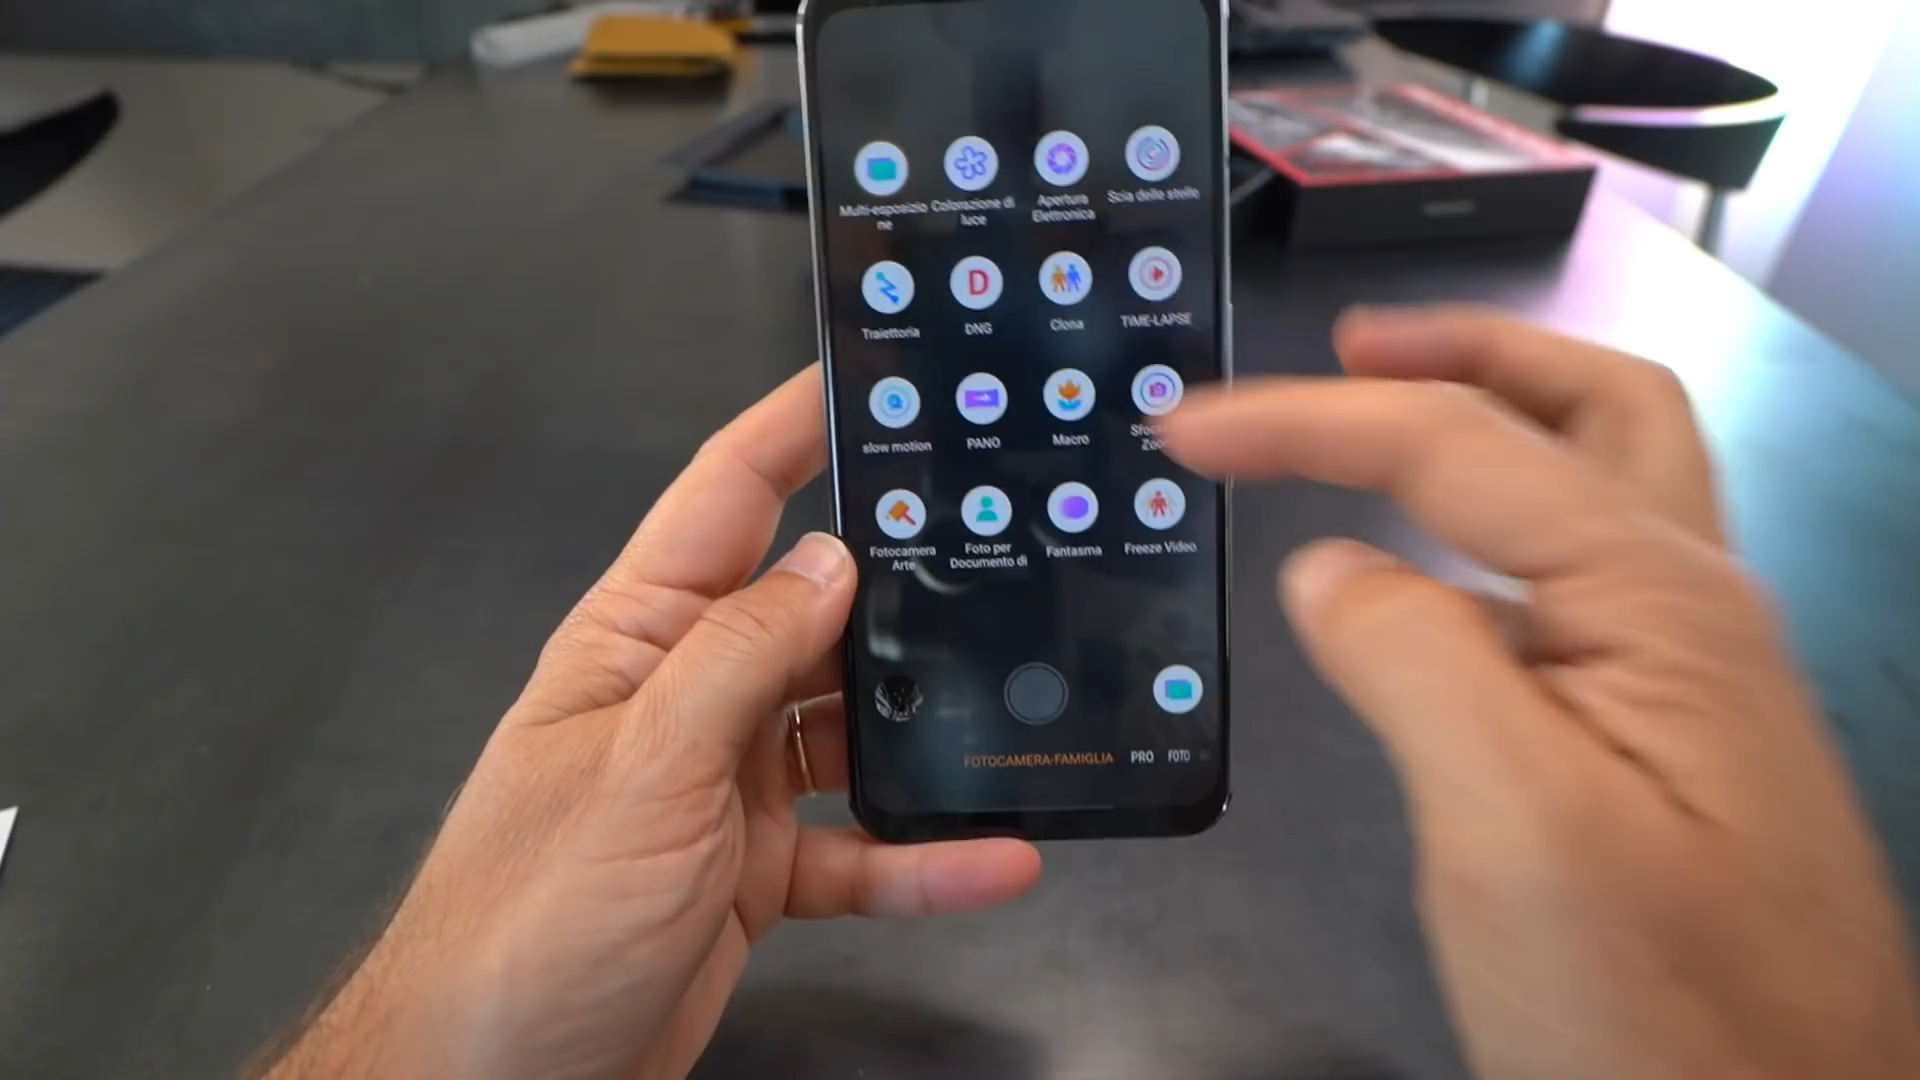 Multi-esposizio
ne
Colorazione di
luce
Apertura
Elettronica
Scia delle stelle
Traiettoria
D
DNG
Clona
TIME-LAPSE
slow motion
PANO
Macro
Fotocamera
Arte
Foto per
Documento di
Fantasma
Freeze Video
FOTOCAMERA-FAMIGLIA
PRO
FOTO